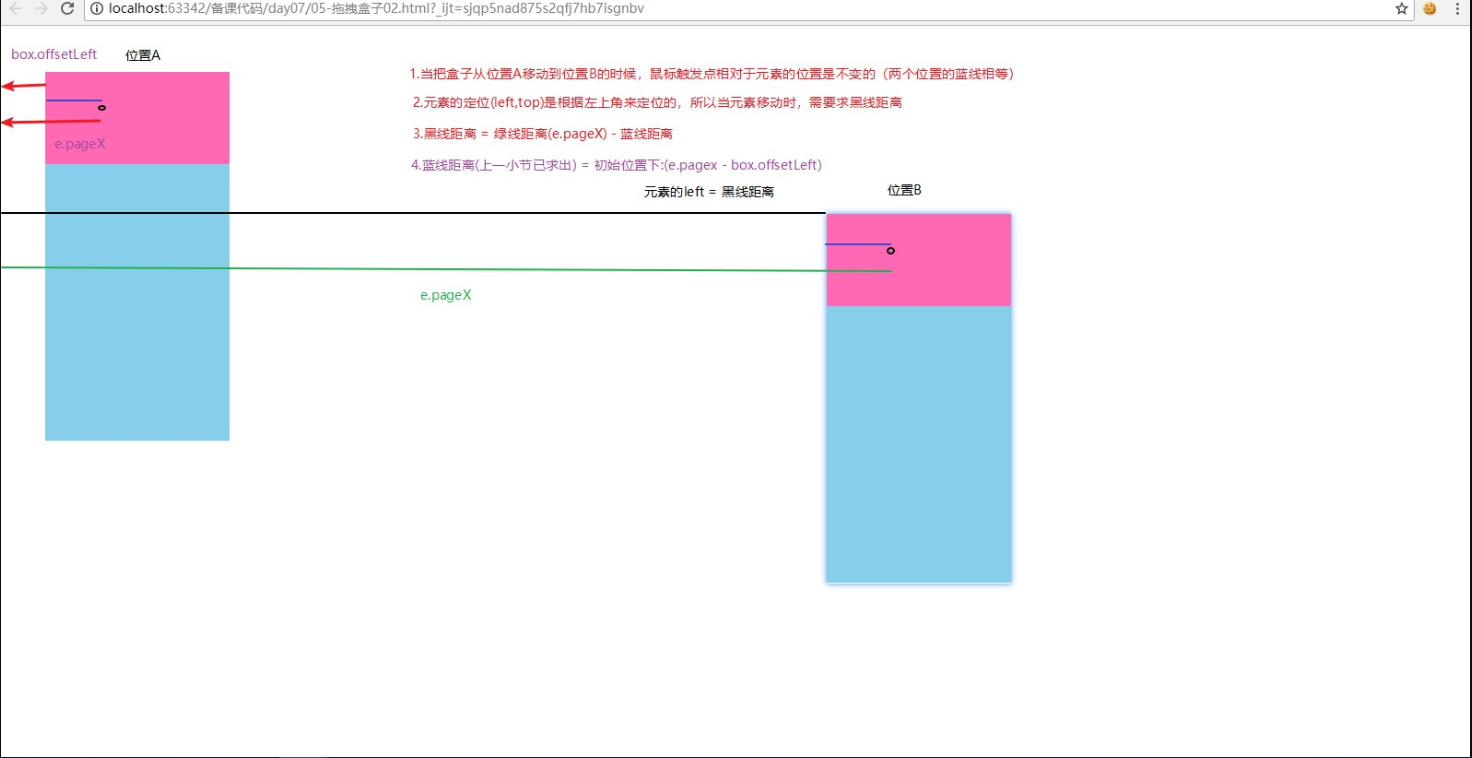 localhost:63342/备课代码/day07/05-拖拽盒子02.html?_ijt=sjqp5nad875s2qfj7hb7isgnbv
box.offsetLeft 位置A
1.当把盒子从位置A移动到位置B的时候，鼠标触发点相对于元素的位置是不变的（两个位置的蓝线相等）
2.元素的定位(left,top)是根据左上角来定位的，所以当元素移动时，需要求黑线距离
3.黑线距离 = 绿线距离(e.pageX) - 蓝线距离
e.pageX
4.蓝线距离(上一小节已求出) = 初始位置下:(e.pagex - box.offsetLeft)
元素的left = 黑线距离
位置B
e.pageX